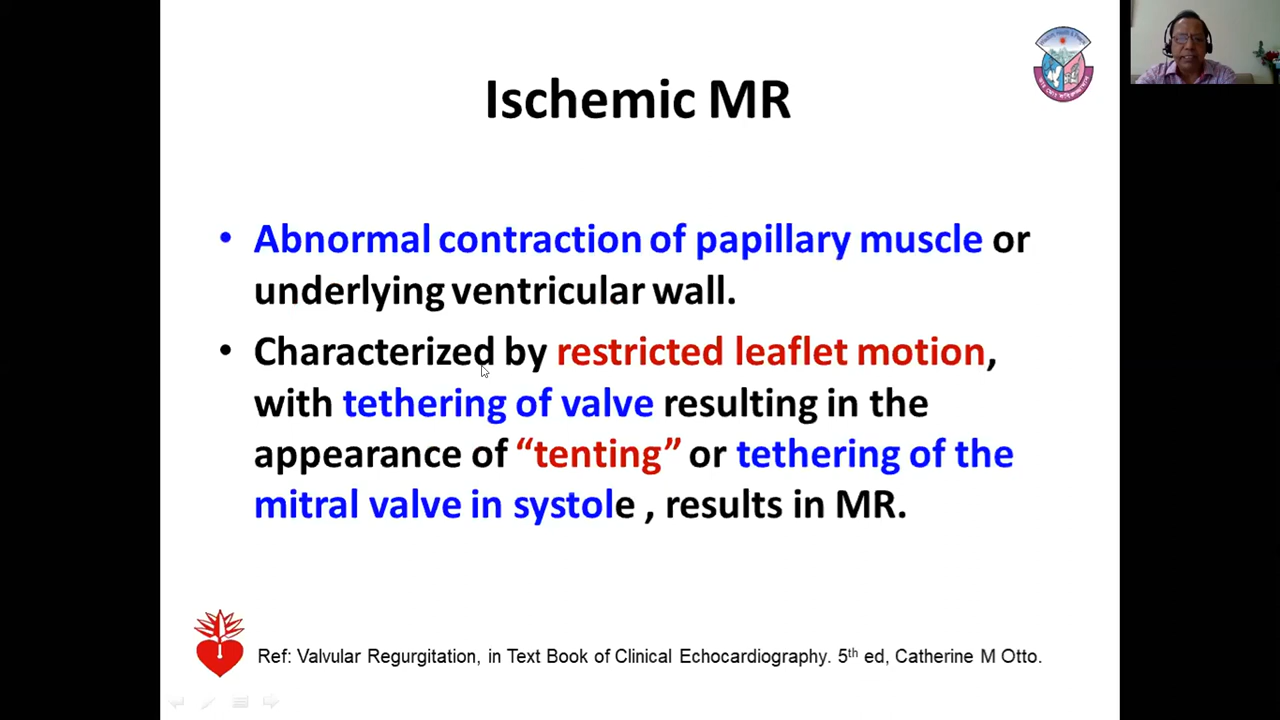 Ischemic MR
• Abnormal contraction of papillary muscle or
underlying ventricular wall.
• Characterized by restricted leaflet motion,
with tethering of valve resulting in the
appearance of “tenting” or tethering of the
mitral valve in systole , results in MR.
Ref: Valvular Regurgitation, in Text Book of Clinical Echocardiography. 5th ed, Catherine M Otto.